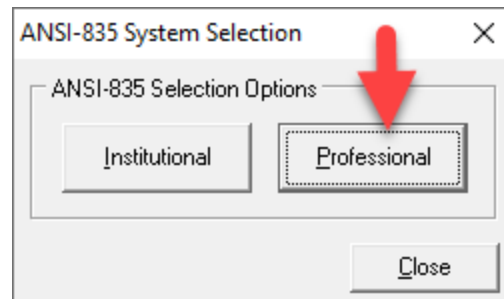 ANSI-835 System Selection
ANSI-835 Selection Options
Institutional
Professional
Close